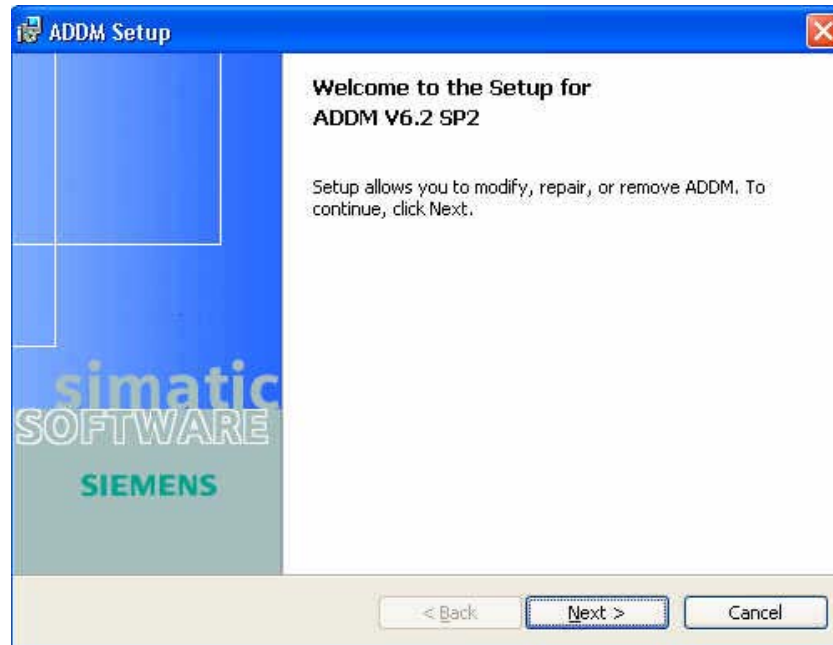 ADDM Setup
Welcome to the Setup for
ADDM V6.2 SP2
Setup allows you to modify, repair, or remove ADDM. To
continue, click Next.
simatic
SOFTWARE
SIEMENS
< Back
Next >
Cancel